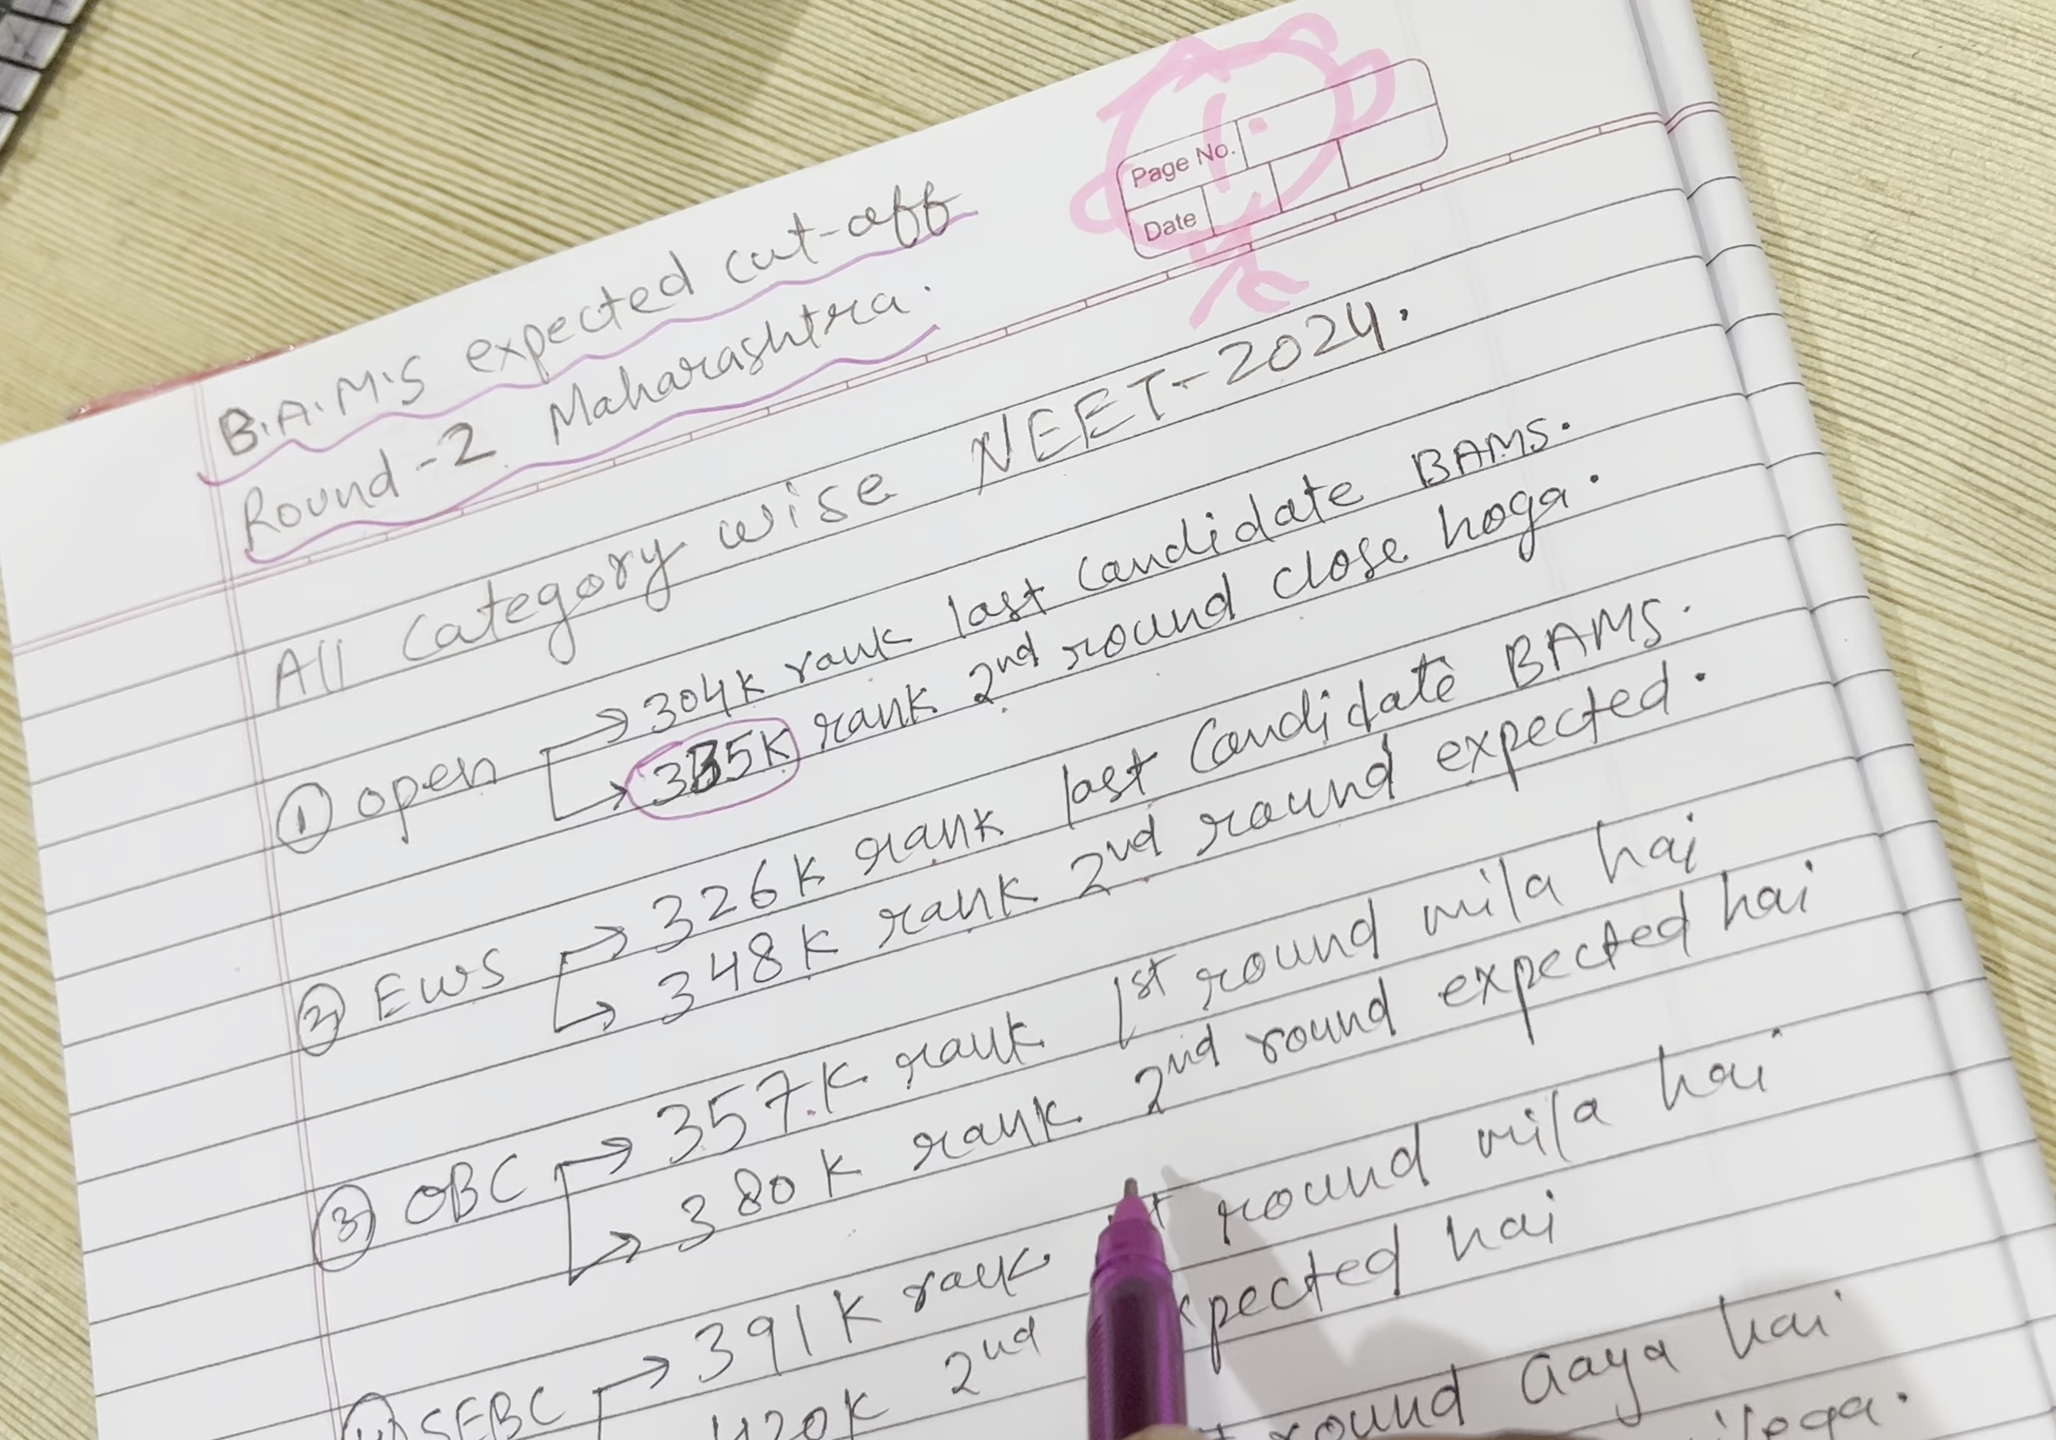 Page No.
Date
B.A.M.S expected cut-off
Round-2 Maharashtra.
All Category wise NEET-2024.
① open → 304K rank last candidate BAMS.
→ 335K rank 2nd round close hoga.
② EWS → 326K rank last Candidate BAMS.
→ 348K rank 2nd round expected.
③ OBC → 357K rank 1st round mila hai
→ 380K rank 2nd round expected hai
④ SEBC → 391K rank round mila hai
420K 2nd expected hai
round aaya hai